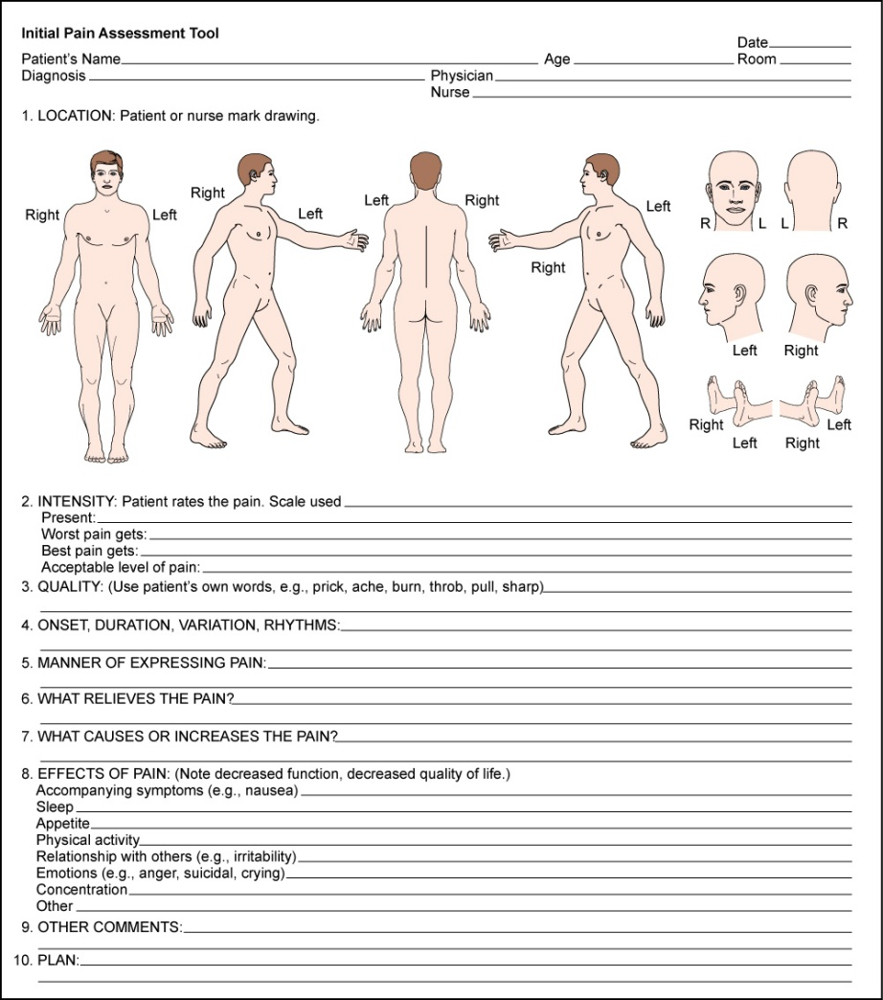 Initial Pain Assessment Tool
Date
Patient's Name Age Room
Diagnosis Physician
Nurse
1. LOCATION: Patient or nurse mark drawing.
Right Left
Right Left
Left Right
Right Left
R L L R
Left Right
Right Left
Left Right
2. INTENSITY: Patient rates the pain. Scale used
Present:
Worst pain gets:
Best pain gets:
Acceptable level of pain:
3. QUALITY: (Use patient's own words, e.g., prick, ache, burn, throb, pull, sharp)
4. ONSET, DURATION, VARIATION, RHYTHMS:
5. MANNER OF EXPRESSING PAIN:
6. WHAT RELIEVES THE PAIN?
7. WHAT CAUSES OR INCREASES THE PAIN?
8. EFFECTS OF PAIN: (Note decreased function, decreased quality of life.)
Accompanying symptoms (e.g., nausea)
Sleep
Appetite
Physical activity
Relationship with others (e.g., irritability)
Emotions (e.g., anger, suicidal, crying)
Concentration
Other
9. OTHER COMMENTS:
10. PLAN: